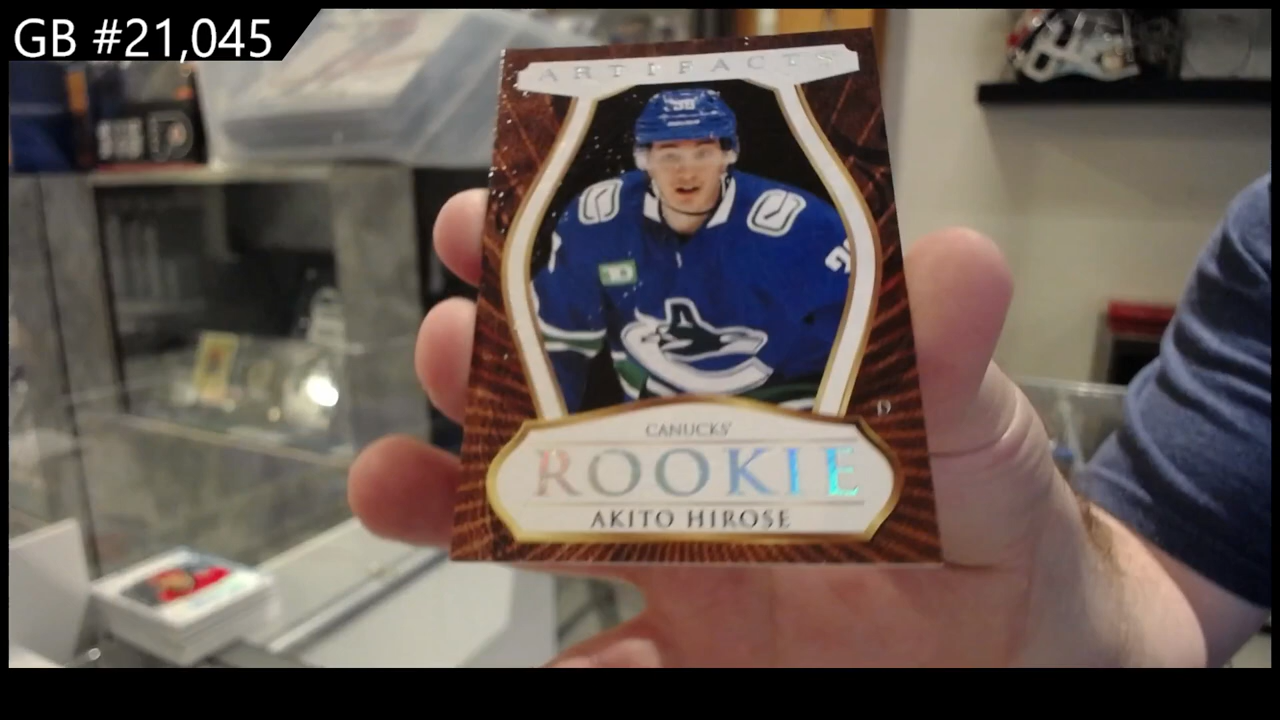 GB #21,045
ARTIFACTS
CANUCKS
ROOKIE
AKITO HIROSE
D